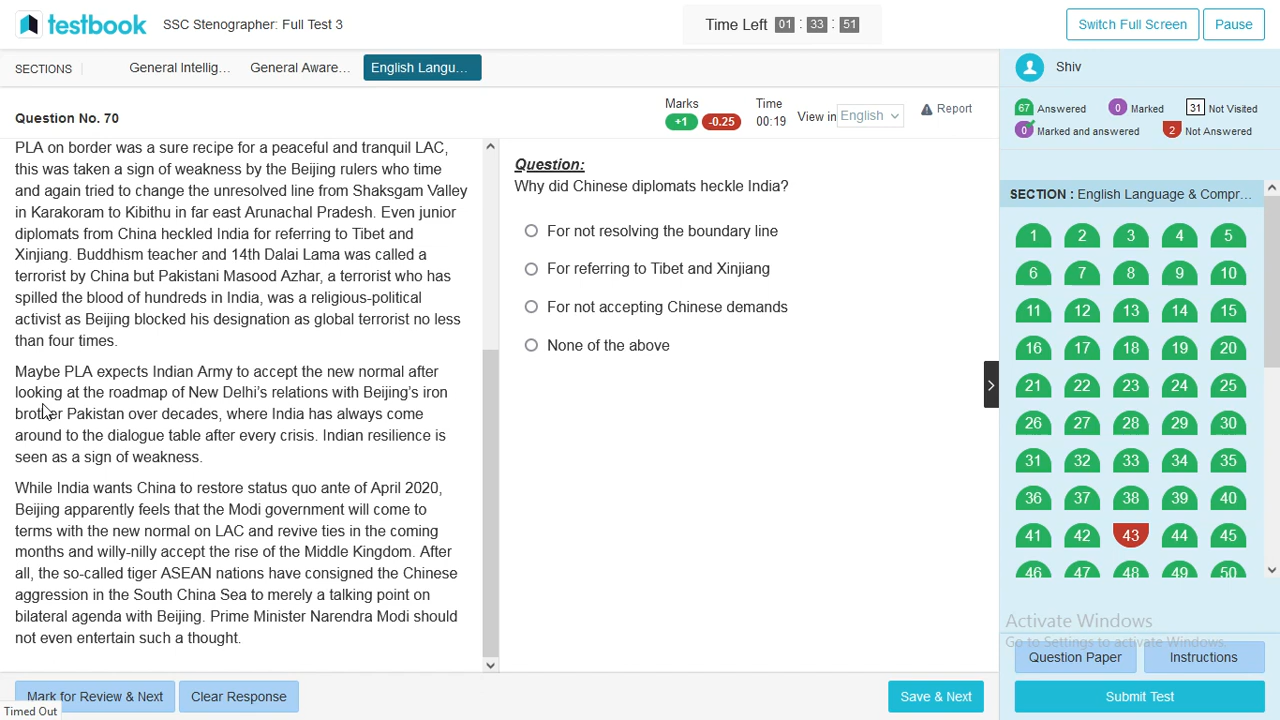 testbook
SSC Stenographer: Full Test 3
Time Left 01 : 33 : 51
Switch Full Screen
Pause
SECTIONS
General Intellig...
General Aware...
English Langu...
Shiv
Question No. 70
Marks
+1 -0.25
Time
00:19
View in English
Report
67 Answered
0 Marked
31 Not Visited
0 Marked and answered
2 Not Answered
PLA on border was a sure recipe for a peaceful and tranquil LAC,
this was taken a sign of weakness by the Beijing rulers who time
and again tried to change the unresolved line from Shaksgam Valley
in Karakoram to Kibithu in far east Arunachal Pradesh. Even junior
diplomats from China heckled India for referring to Tibet and
Xinjiang. Buddhism teacher and 14th Dalai Lama was called a
terrorist by China but Pakistani Masood Azhar, a terrorist who has
spilled the blood of hundreds in India, was a religious-political
activist as Beijing blocked his designation as global terrorist no less
than four times.
Maybe PLA expects Indian Army to accept the new normal after
looking at the roadmap of New Delhi's relations with Beijing's iron
brother Pakistan over decades, where India has always come
around to the dialogue table after every crisis. Indian resilience is
seen as a sign of weakness.
While India wants China to restore status quo ante of April 2020,
Beijing apparently feels that the Modi government will come to
terms with the new normal on LAC and revive ties in the coming
months and willy-nilly accept the rise of the Middle Kingdom. After
all, the so-called tiger ASEAN nations have consigned the Chinese
aggression in the South China Sea to merely a talking point on
bilateral agenda with Beijing. Prime Minister Narendra Modi should
not even entertain such a thought.
Question:
Why did Chinese diplomats heckle India?
For not resolving the boundary line
For referring to Tibet and Xinjiang
For not accepting Chinese demands
None of the above
SECTION : English Language & Compr...
1 2 3 4 5
6 7 8 9 10
11 12 13 14 15
16 17 18 19 20
21 22 23 24 25
26 27 28 29 30
31 32 33 34 35
36 37 38 39 40
41 42 43 44 45
46 47 48 49 50
Activate Windows
Go to Settings to activate Windows.
Question Paper
Instructions
Mark for Review & Next
Clear Response
Save & Next
Submit Test
Timed Out